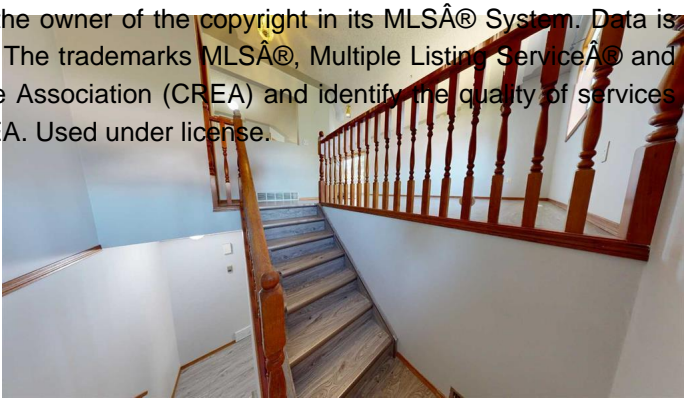 the owner of the copyright in its MLSÂ® System. Data is
The trademarks MLSÂ®, Multiple Listing ServiceÂ® and
e Association (CREA) and identify the quality of services
EA. Used under license.